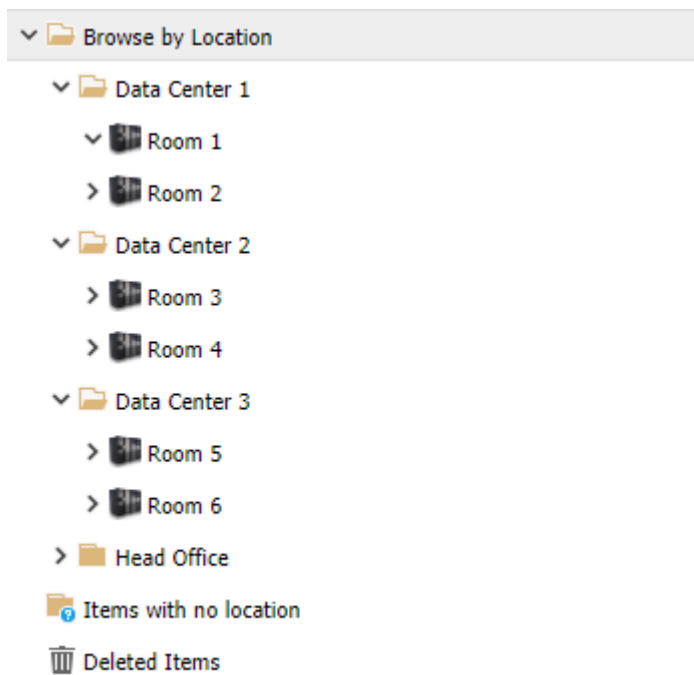 Browse by Location
Data Center 1
Room 1
Room 2
Data Center 2
Room 3
Room 4
Data Center 3
Room 5
Room 6
Head Office
Items with no location
Deleted Items